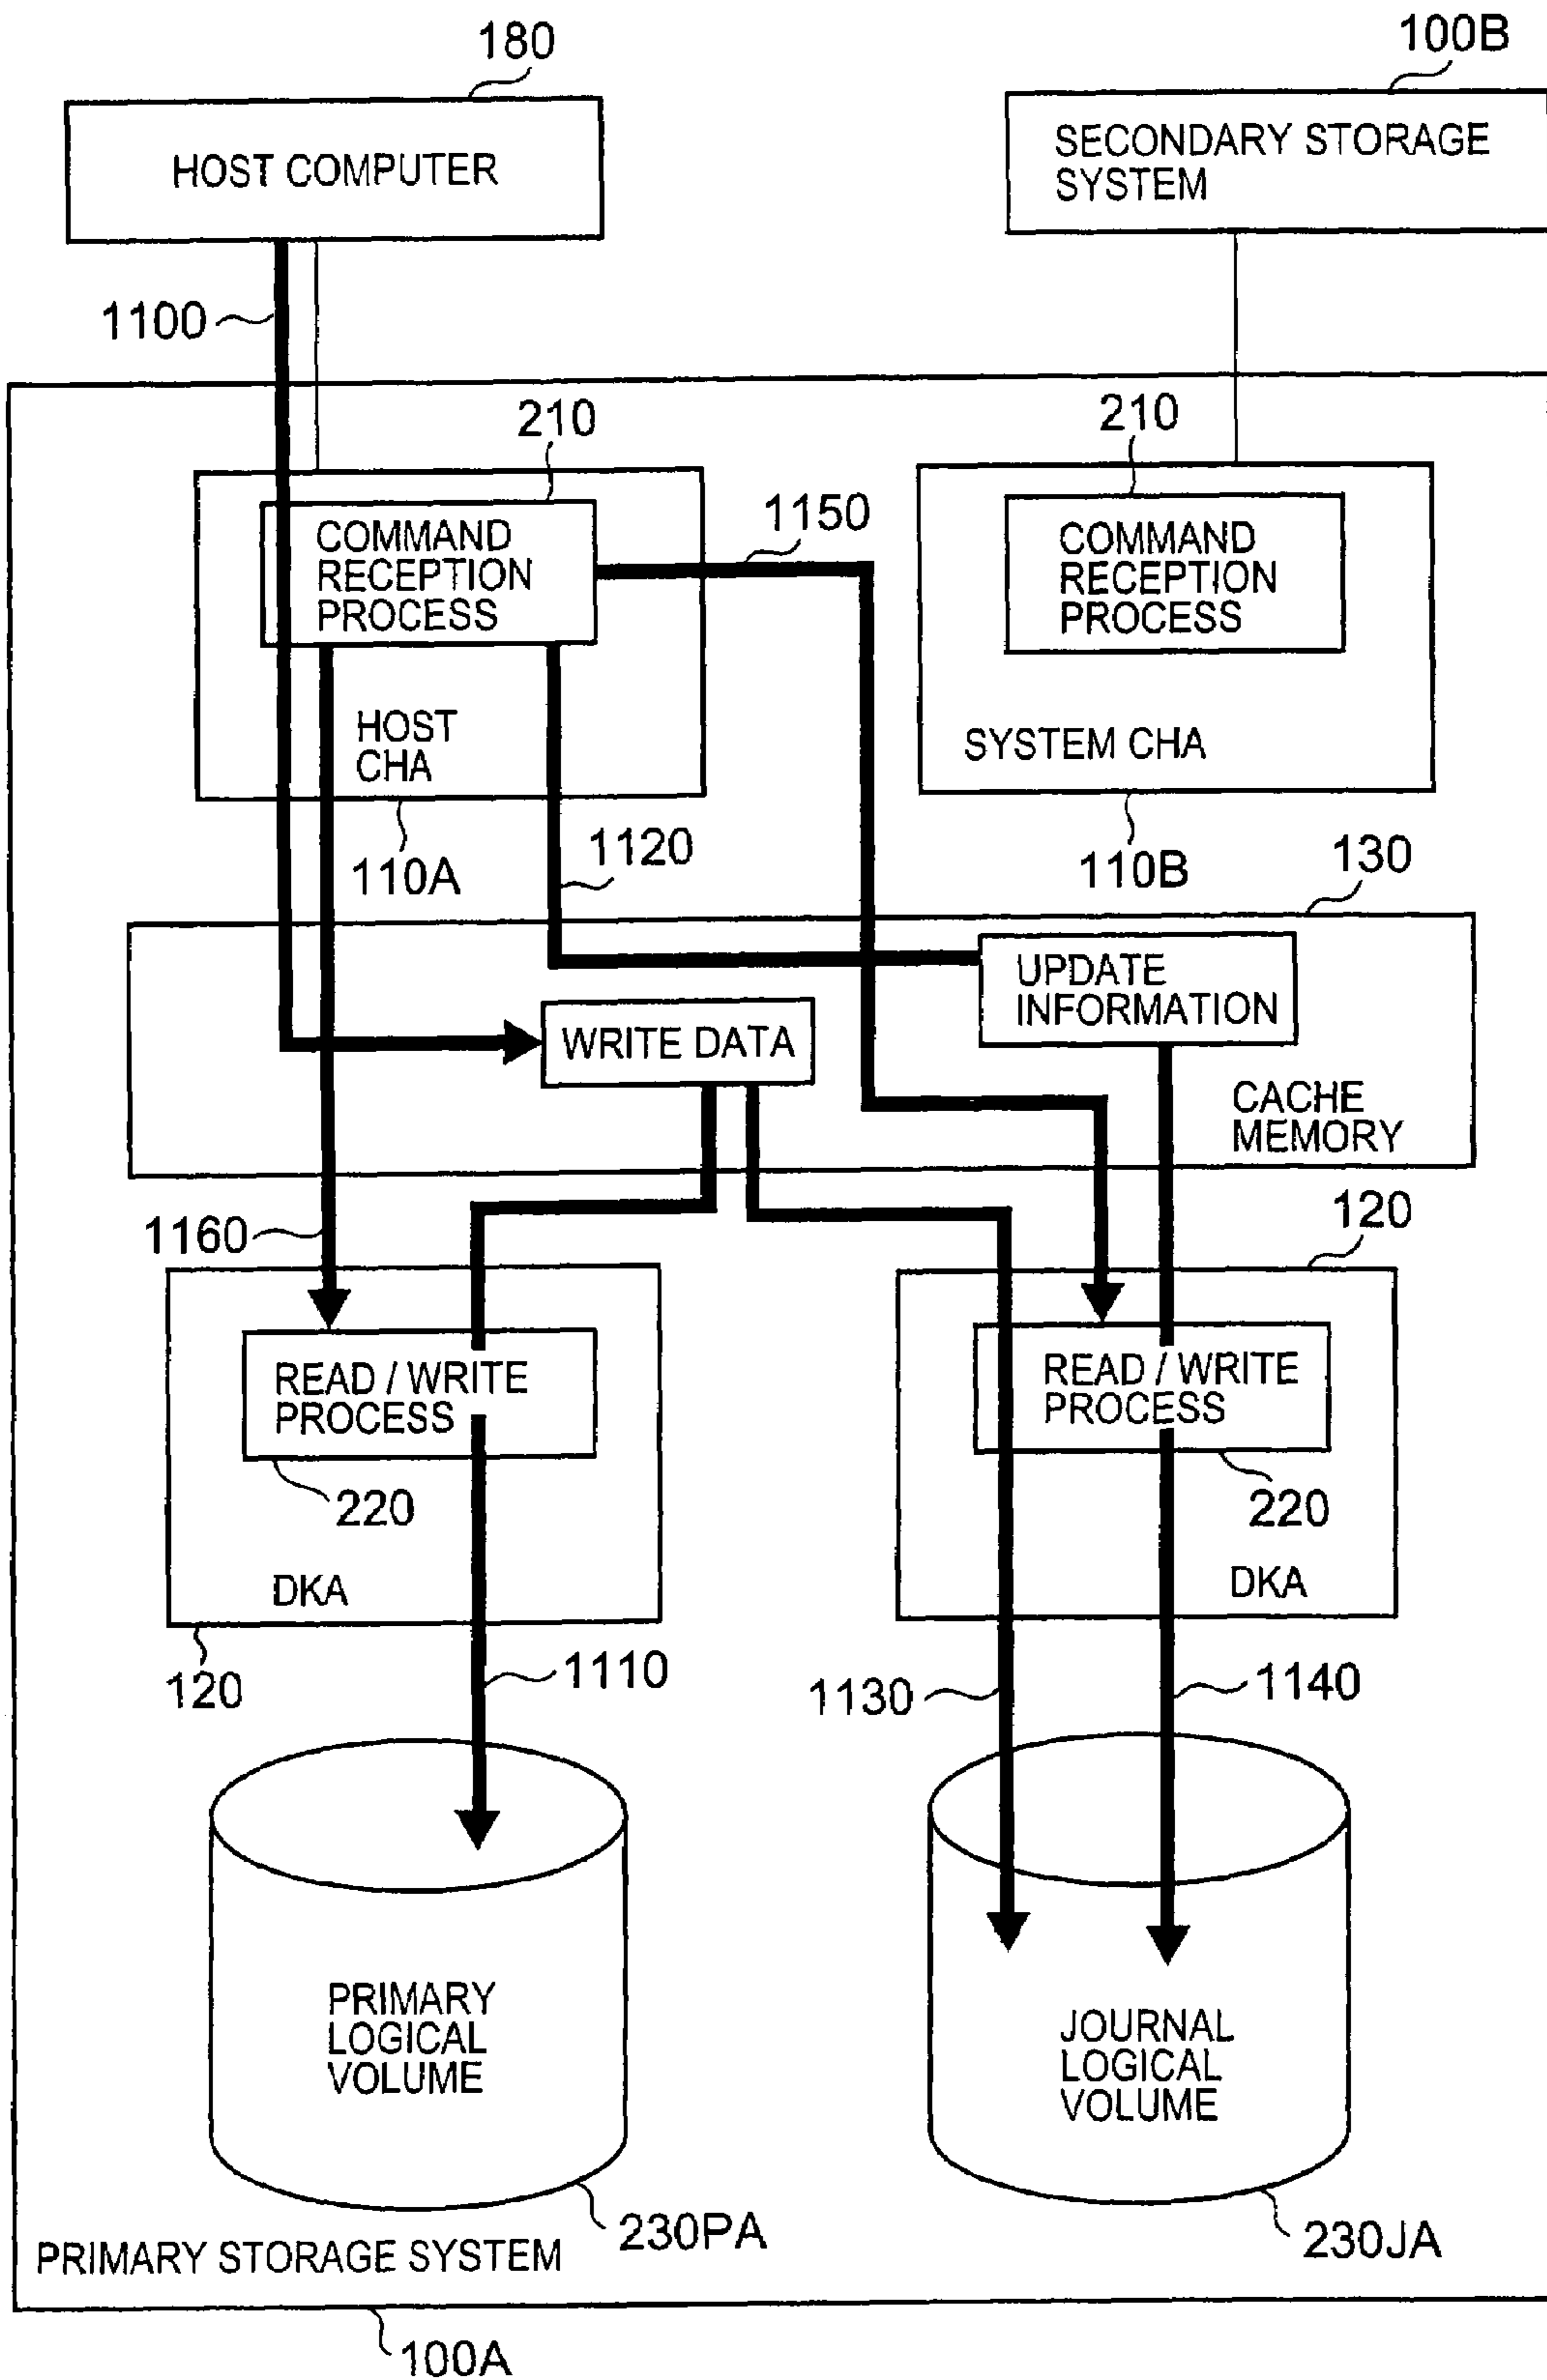 180
100B
HOST COMPUTER
SECONDARY STORAGE
SYSTEM
1100
210
210
1150
COMMAND
RECEPTION
PROCESS
COMMAND
RECEPTION
PROCESS
HOST
CHA
SYSTEM CHA
110A
1120
110B
130
UPDATE
INFORMATION
WRITE DATA
CACHE
MEMORY
1160
120
READ / WRITE
PROCESS
READ / WRITE
PROCESS
220
220
DKA
DKA
120
1110
1130
1140
PRIMARY
LOGICAL
VOLUME
JOURNAL
LOGICAL
VOLUME
230PA
230JA
PRIMARY STORAGE SYSTEM
100A